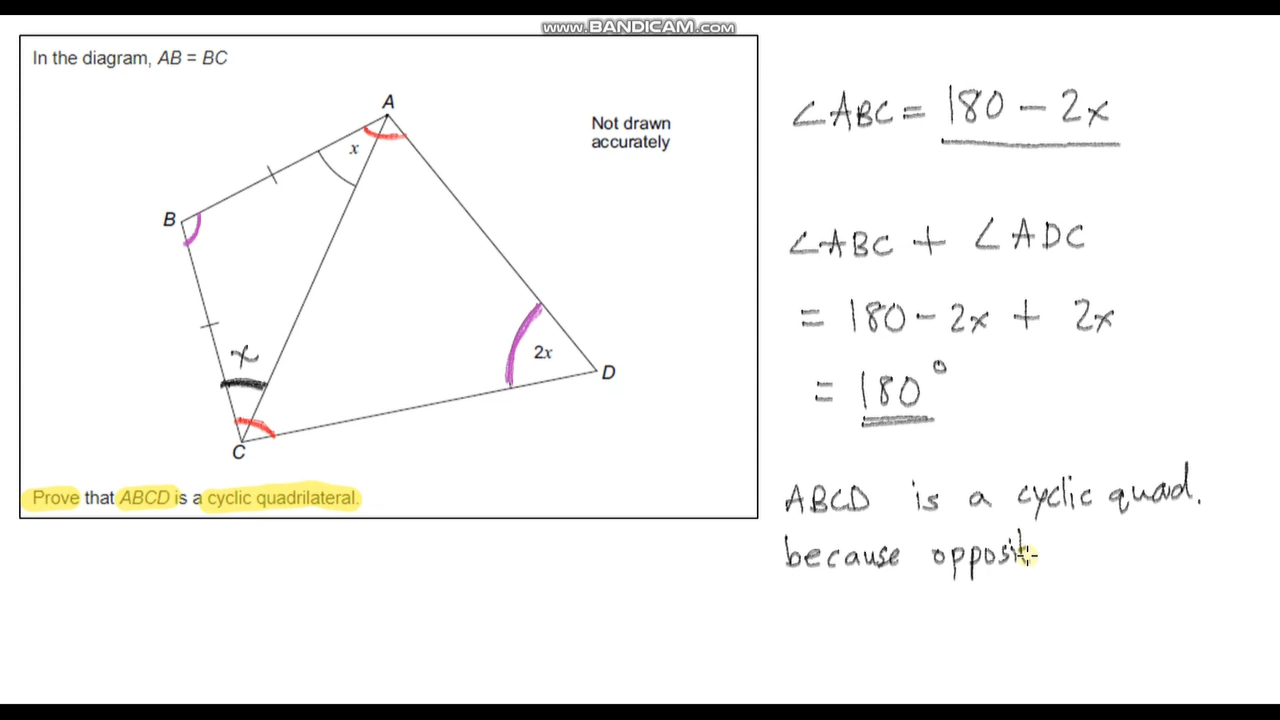 www.BANDICAM.com
In the diagram, AB = BC
A
Not drawn
accurately
x
B
x
2x
D
C
Prove that ABCD is a cyclic quadrilateral.
∠ABC = 180 - 2x
∠ABC + ∠ADC
= 180 - 2x + 2x
= 180°
ABCD is a cyclic quad.
because opposit